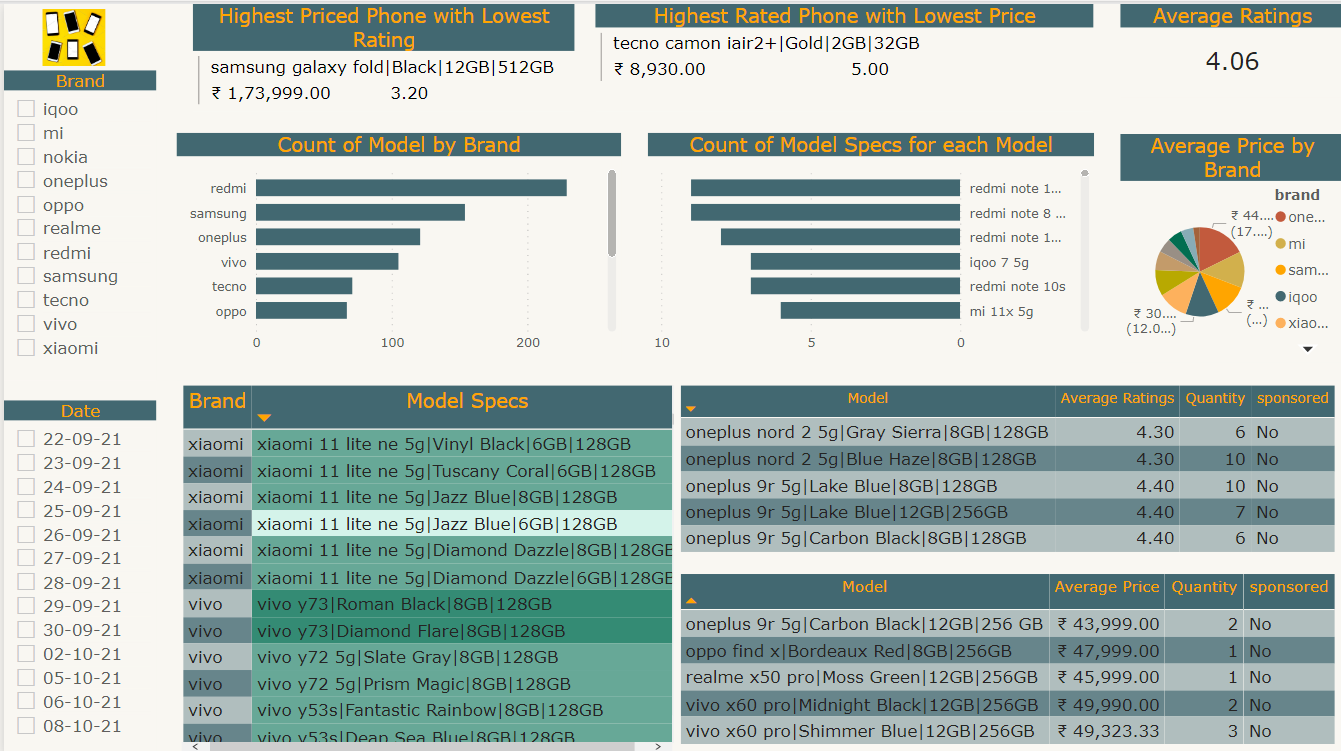 Highest Priced Phone with Lowest
Rating
samsung galaxy fold|Black|12GB|512GB
₹ 1,73,999.00 3.20
Highest Rated Phone with Lowest Price
tecno camon iair2+|Gold|2GB|32GB
₹ 8,930.00 5.00
Average Ratings
4.06
Brand
iqoo
mi
nokia
oneplus
oppo
realme
redmi
samsung
tecno
vivo
xiaomi
Count of Model by Brand
redmi
samsung
oneplus
vivo
tecno
oppo
0 100 200
Count of Model Specs for each Model
redmi note 1...
redmi note 8 ...
redmi note 1...
iqoo 7 5g
redmi note 10s
mi 11x 5g
10 5 0
Average Price by
Brand
brand
₹ 44....
(17....)
₹ ...
(...)
₹ 30....
(12.0...)
one...
mi
sam...
iqoo
xiao...
Date
22-09-21
23-09-21
24-09-21
25-09-21
26-09-21
27-09-21
28-09-21
29-09-21
30-09-21
02-10-21
05-10-21
06-10-21
08-10-21
Brand Model Specs
xiaomi xiaomi 11 lite ne 5g|Vinyl Black|6GB|128GB
xiaomi xiaomi 11 lite ne 5g|Tuscany Coral|6GB|128GB
xiaomi xiaomi 11 lite ne 5g|Jazz Blue|8GB|128GB
xiaomi xiaomi 11 lite ne 5g|Jazz Blue|6GB|128GB
xiaomi xiaomi 11 lite ne 5g|Diamond Dazzle|8GB|128GE
xiaomi xiaomi 11 lite ne 5g|Diamond Dazzle|6GB|128GE
vivo vivo y73|Roman Black|8GB|128GB
vivo vivo y73|Diamond Flare|8GB|128GB
vivo vivo y72 5g|Slate Gray|8GB|128GB
vivo vivo y72 5g|Prism Magic|8GB|128GB
vivo vivo y53s|Fantastic Rainbow|8GB|128GB
vivo vivo y53s|Deap Sea Blue|8GB|128GB
Model Average Ratings Quantity sponsored
oneplus nord 2 5g|Gray Sierra|8GB|128GB 4.30 6 No
oneplus nord 2 5g|Blue Haze|8GB|128GB 4.30 10 No
oneplus 9r 5g|Lake Blue|8GB|128GB 4.40 10 No
oneplus 9r 5g|Lake Blue|12GB|256GB 4.40 7 No
oneplus 9r 5g|Carbon Black|8GB|128GB 4.40 6 No
Model Average Price Quantity sponsored
oneplus 9r 5g|Carbon Black|12GB|256 GB ₹ 43,999.00 2 No
oppo find x|Bordeaux Red|8GB|256GB ₹ 47,999.00 1 No
realme x50 pro|Moss Green|12GB|256GB ₹ 45,999.00 1 No
vivo x60 pro|Midnight Black|12GB|256GB ₹ 49,990.00 2 No
vivo x60 pro|Shimmer Blue|12GB|256GB ₹ 49,323.33 3 No